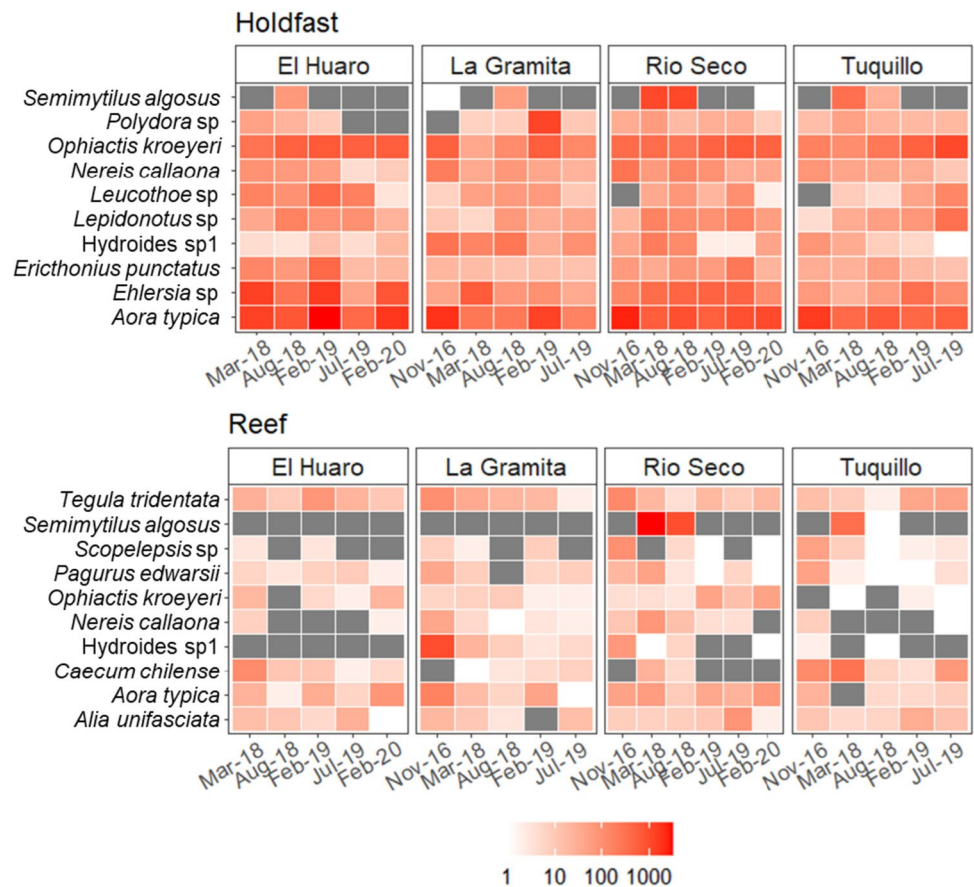 Holdfast
El Huaro La Gramita Rio Seco Tuquillo
Semimytilus algosus
Polydora sp
Ophiactis kroeyeri
Nereis callaona
Leucothoe sp
Lepidonotus sp
Hydroides sp1
Ericthonius punctatus
Ehlersia sp
Aora typica
Mar-18 Aug-18 Feb-19 Jul-19 Feb-20 Nov-16 Mar-18 Aug-18 Feb-19 Jul-19 Nov-16 Mar-18 Aug-18 Feb-19 Jul-19 Feb-20 Nov-16 Mar-18 Aug-18 Feb-19 Jul-19
Reef
El Huaro La Gramita Rio Seco Tuquillo
Tegula tridentata
Semimytilus algosus
Scopelepsis sp
Pagurus edwarsii
Ophiactis kroeyeri
Nereis callaona
Hydroides sp1
Caecum chilense
Aora typica
Alia unifasciata
Mar-18 Aug-18 Feb-19 Jul-19 Feb-20 Nov-16 Mar-18 Aug-18 Feb-19 Jul-19 Nov-16 Mar-18 Aug-18 Feb-19 Jul-19 Feb-20 Nov-16 Mar-18 Aug-18 Feb-19 Jul-19
1 10 100 1000